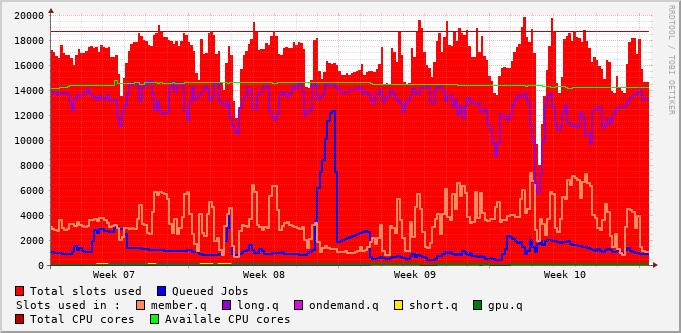 20000
18000
16000
14000
12000
10000
8000
6000
4000
2000
0
Week 07 Week 08 Week 09 Week 10
RRDTOOL / TOBI OETIKER
Total slots used Queued Jobs
Slots used in : member.q long.q ondemand.q short.q gpu.q
Total CPU cores Availale CPU cores